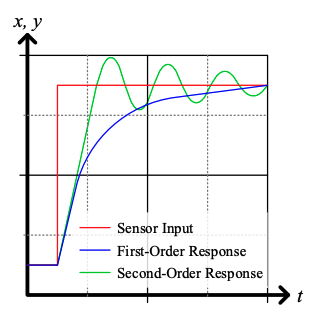 x, y
Sensor Input
First-Order Response
Second-Order Response
t